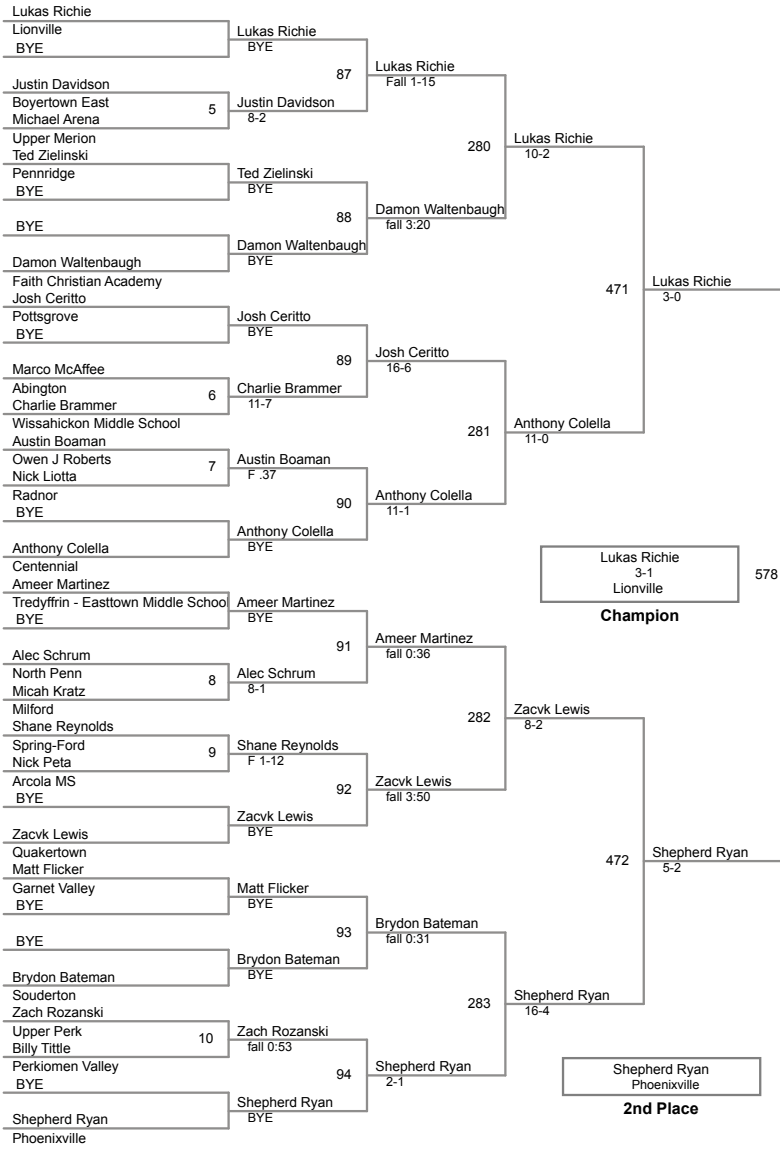 Lukas Richie
Lionville
BYE
Lukas Richie
BYE
87
Lukas Richie
Fall 1-15
Justin Davidson
Boyertown East
Michael Arena
Upper Merion
5
Justin Davidson
8-2
280
Lukas Richie
10-2
Ted Zielinski
Pennridge
BYE
Ted Zielinski
BYE
88
Damon Waltenbaugh
fall 3:20
BYE
Damon Waltenbaugh
Faith Christian Academy
Damon Waltenbaugh
BYE
471
Lukas Richie
3-0
Josh Ceritto
Pottsgrove
BYE
Josh Ceritto
BYE
89
Josh Ceritto
16-6
Marco McAffee
Abington
Charlie Brammer
Wissahickon Middle School
6
Charlie Brammer
11-7
281
Anthony Colella
11-0
Austin Boaman
Owen J Roberts
Nick Liotta
Radnor
7
Austin Boaman
F .37
90
Anthony Colella
11-1
BYE
Anthony Colella
Centennial
Anthony Colella
BYE
Lukas Richie
3-1
Lionville
578
Champion
Ameer Martinez
Tredyffrin - Easttown Middle School
BYE
Ameer Martinez
BYE
91
Ameer Martinez
fall 0:36
Alec Schrum
North Penn
Micah Kratz
Milford
8
Alec Schrum
8-1
282
Zacvk Lewis
8-2
Shane Reynolds
Spring-Ford
Nick Peta
Arcola MS
9
Shane Reynolds
F 1-12
92
Zacvk Lewis
fall 3:50
BYE
Zacvk Lewis
Quakertown
Zacvk Lewis
BYE
472
Shepherd Ryan
5-2
Matt Flicker
Garnet Valley
BYE
Matt Flicker
BYE
93
Brydon Bateman
fall 0:31
BYE
Brydon Bateman
Souderton
Brydon Bateman
BYE
283
Shepherd Ryan
16-4
Zach Rozanski
Upper Perk
Billy Tittle
Perkiomen Valley
10
Zach Rozanski
fall 0:53
94
Shepherd Ryan
2-1
BYE
Shepherd Ryan
Phoenixville
Shepherd Ryan
BYE
Shepherd Ryan
Phoenixville
2nd Place